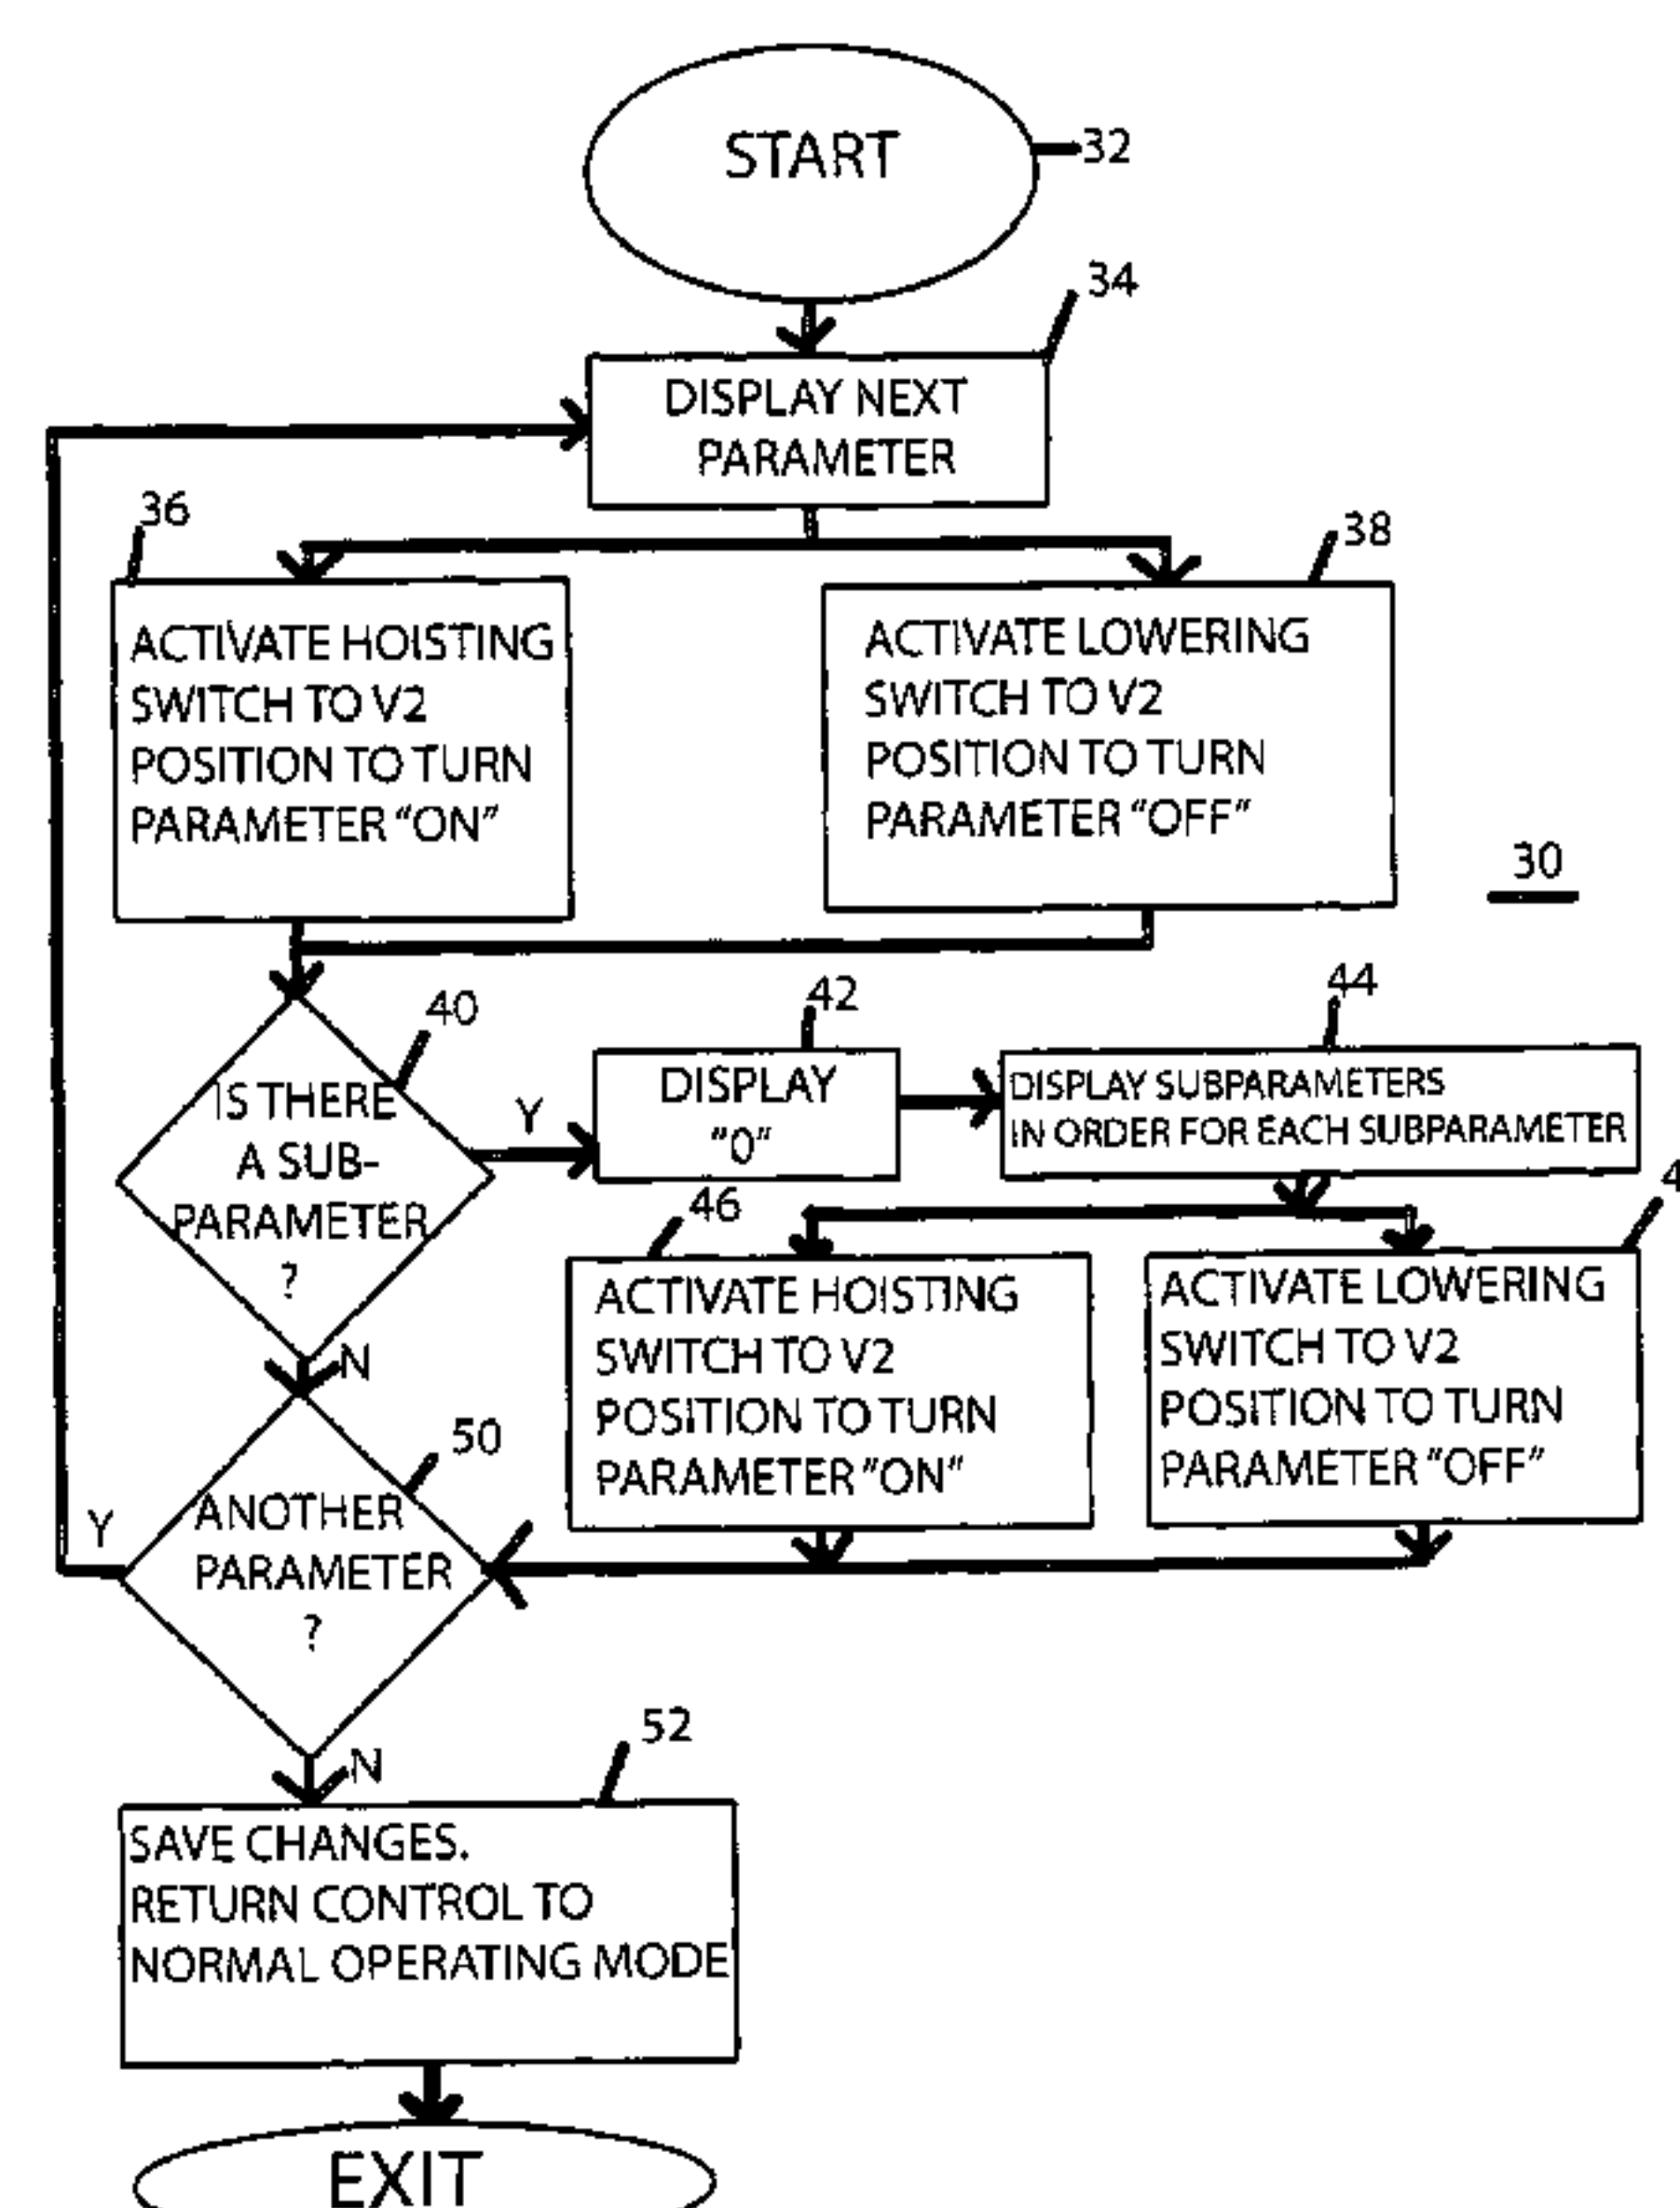 START
32
34
DISPLAY NEXT
PARAMETER
36
38
ACTIVATE HOISTING
SWITCH TO V2
POSITION TO TURN
PARAMETER "ON"
ACTIVATE LOWERING
SWITCH TO V2
POSITION TO TURN
PARAMETER "OFF"
30
40
42
44
IS THERE
A SUB-
PARAMETER
?
Y
DISPLAY
"0"
DISPLAY SUBPARAMETERS
IN ORDER FOR EACH SUBPARAMETER
46
4
ACTIVATE HOISTING
SWITCH TO V2
POSITION TO TURN
PARAMETER "ON"
ACTIVATE LOWERING
SWITCH TO V2
POSITION TO TURN
PARAMETER "OFF"
N
50
Y
ANOTHER
PARAMETER
?
N
52
SAVE CHANGES.
RETURN CONTROL TO
NORMAL OPERATING MODE
EXIT